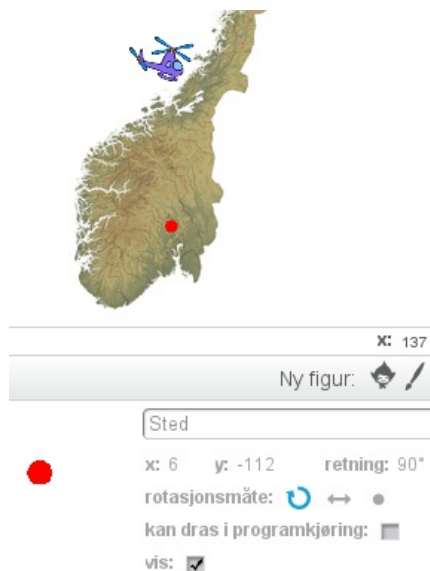 x: 137
Ny figur:
Sted
x: 6 y: -112 retning: 90°
rotasjonsmåte:
kan dras i programkjøring:
vis: